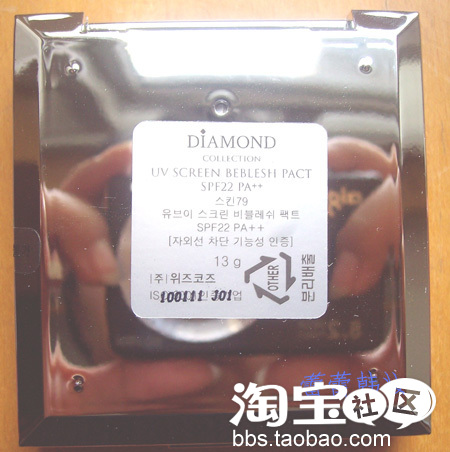 DIAMOND
COLLECTION
UV SCREEN BEBLESH PACT
SPF22 PA++
스킨79
유브이 스크린 비블레쉬 팩트
SPF22 PA++
[자외선 차단 기능성 인증]
13 g
OTHER
분리배출
(주)위즈코즈
100111 J01
淘宝社区
bbs.taobao.com